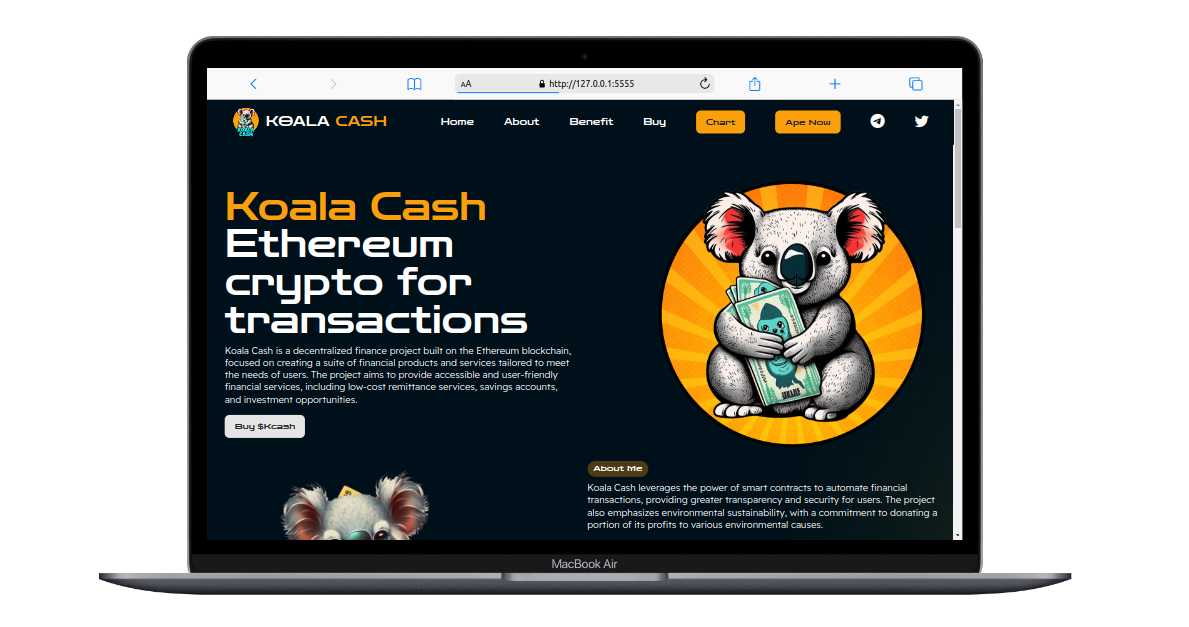 AA http://127.0.0.1:5555
KOALA CASH Home About Benefit Buy Chart Ape Now
Koala Cash
Ethereum
crypto for
transactions
Koala Cash is a decentralized finance project built on the Ethereum blockchain,
focused on creating a suite of financial products and services tailored to meet
the needs of users. The project aims to provide accessible and user-friendly
financial services, including low-cost remittance services, savings accounts,
and investment opportunities.
Buy $Kcash
About Me
Koala Cash leverages the power of smart contracts to automate financial
transactions, providing greater transparency and security for users. The project
also emphasizes environmental sustainability, with a commitment to donating a
portion of its profits to various environmental causes.
MacBook Air